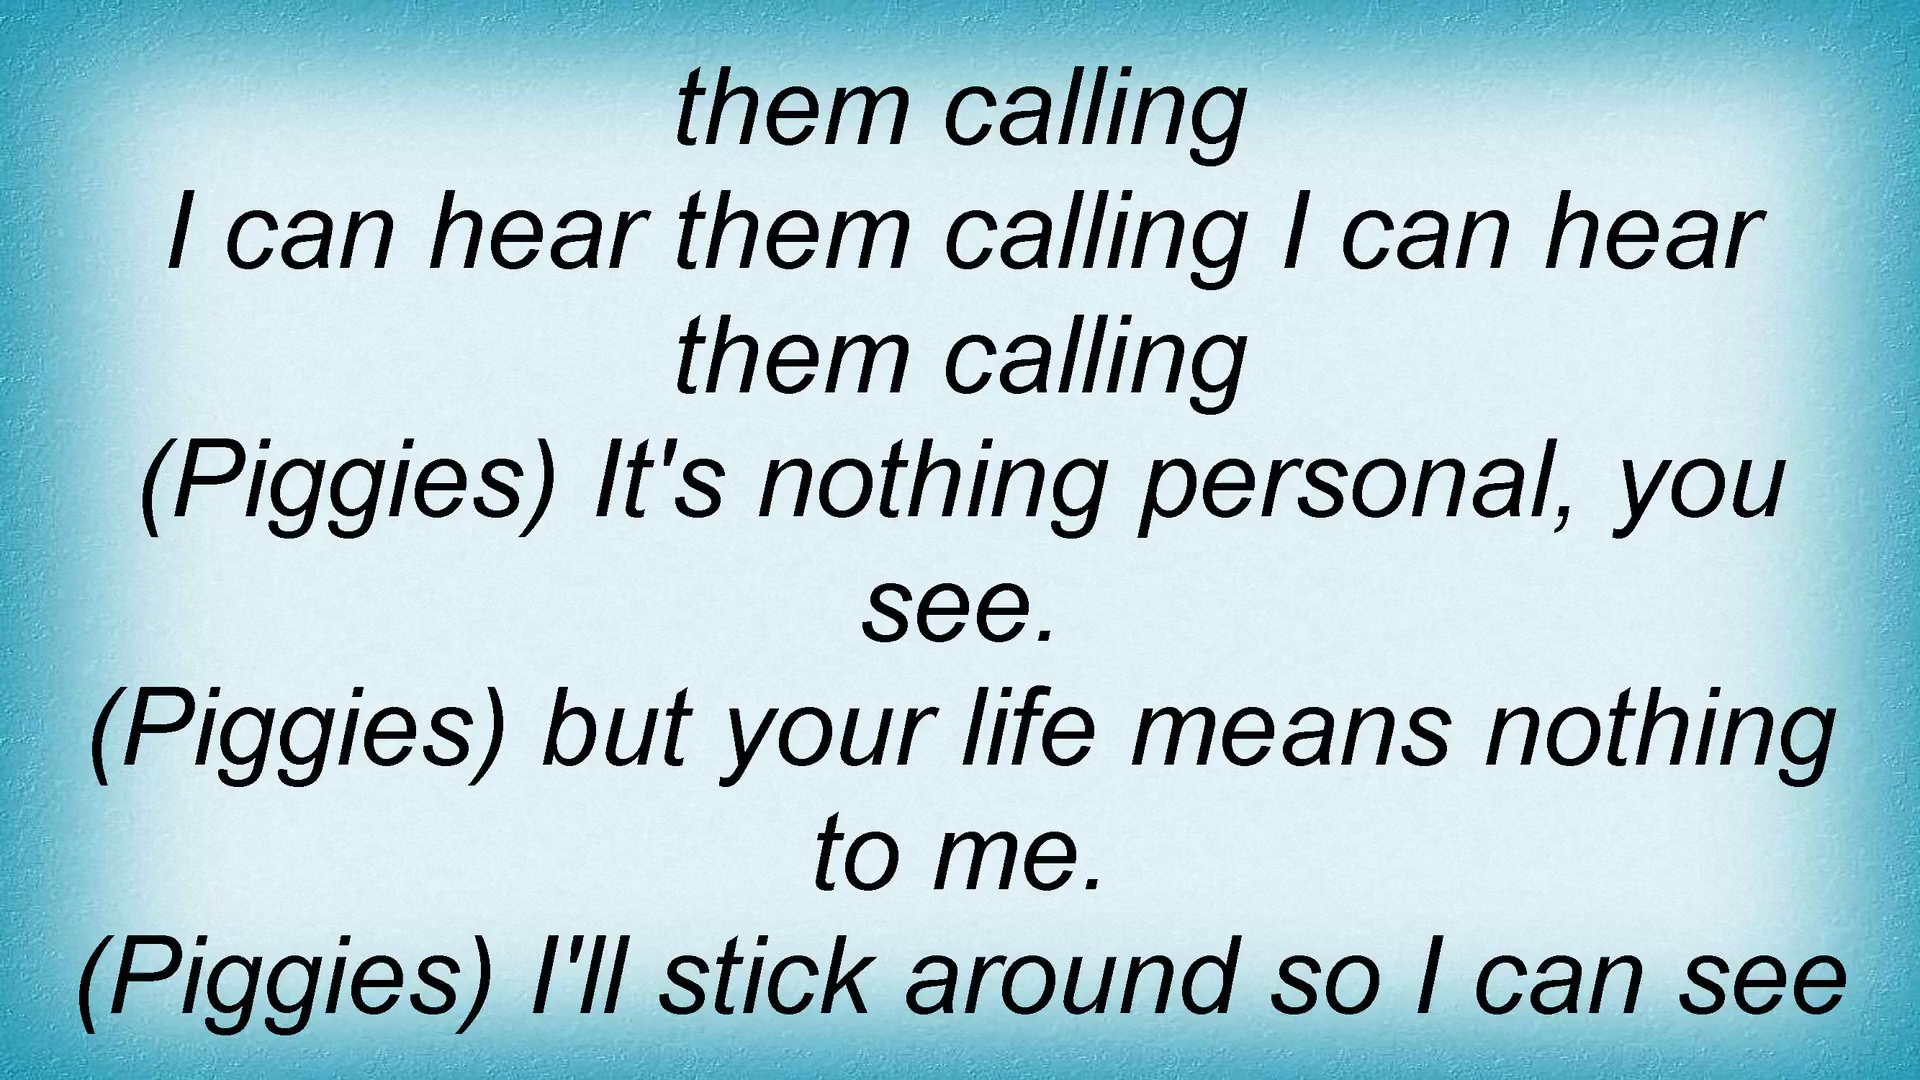 them calling
I can hear them calling I can hear
them calling
(Piggies) It's nothing personal, you
see.
(Piggies) but your life means nothing
to me.
(Piggies) I'll stick around so I can see